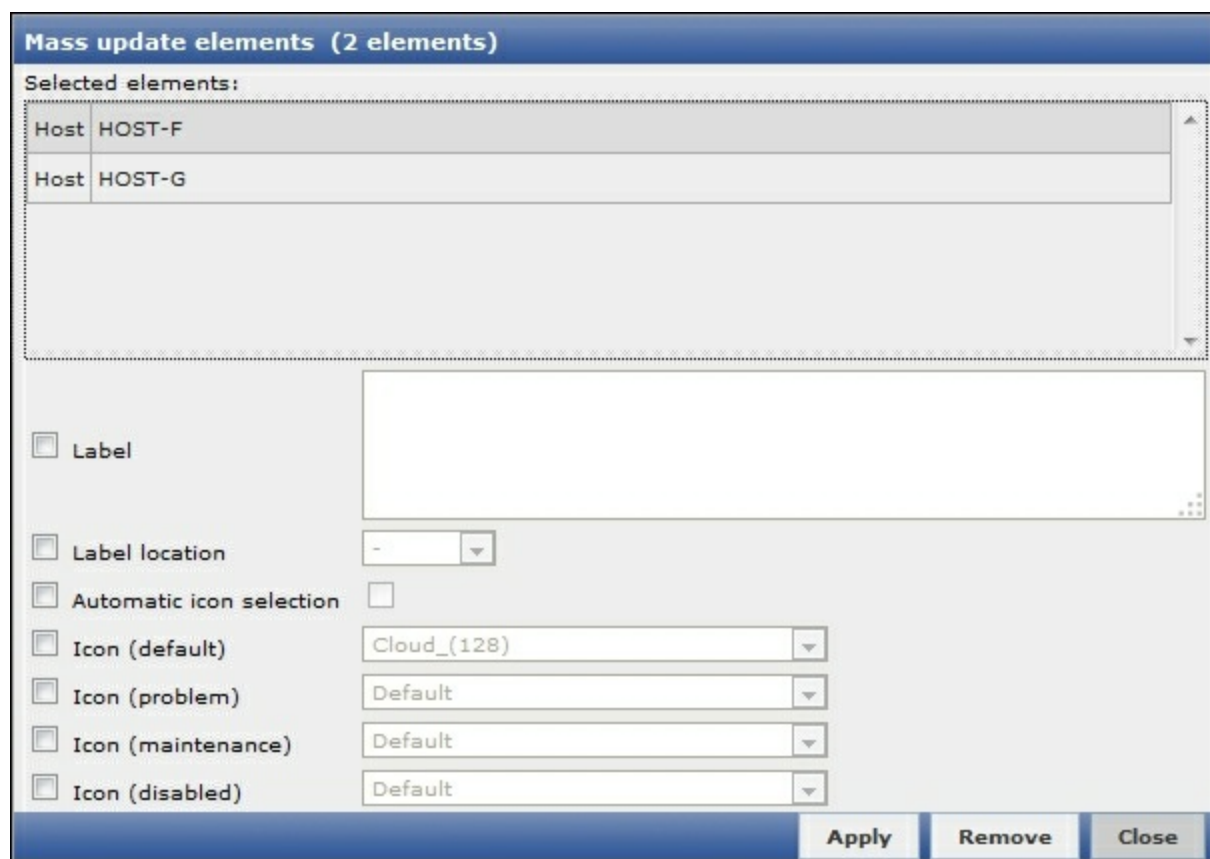 Mass update elements (2 elements)
Selected elements:
Host HOST-F
Host HOST-G
Label
Label location -
Automatic icon selection
Icon (default) Cloud_(128)
Icon (problem) Default
Icon (maintenance) Default
Icon (disabled) Default
Apply Remove Close